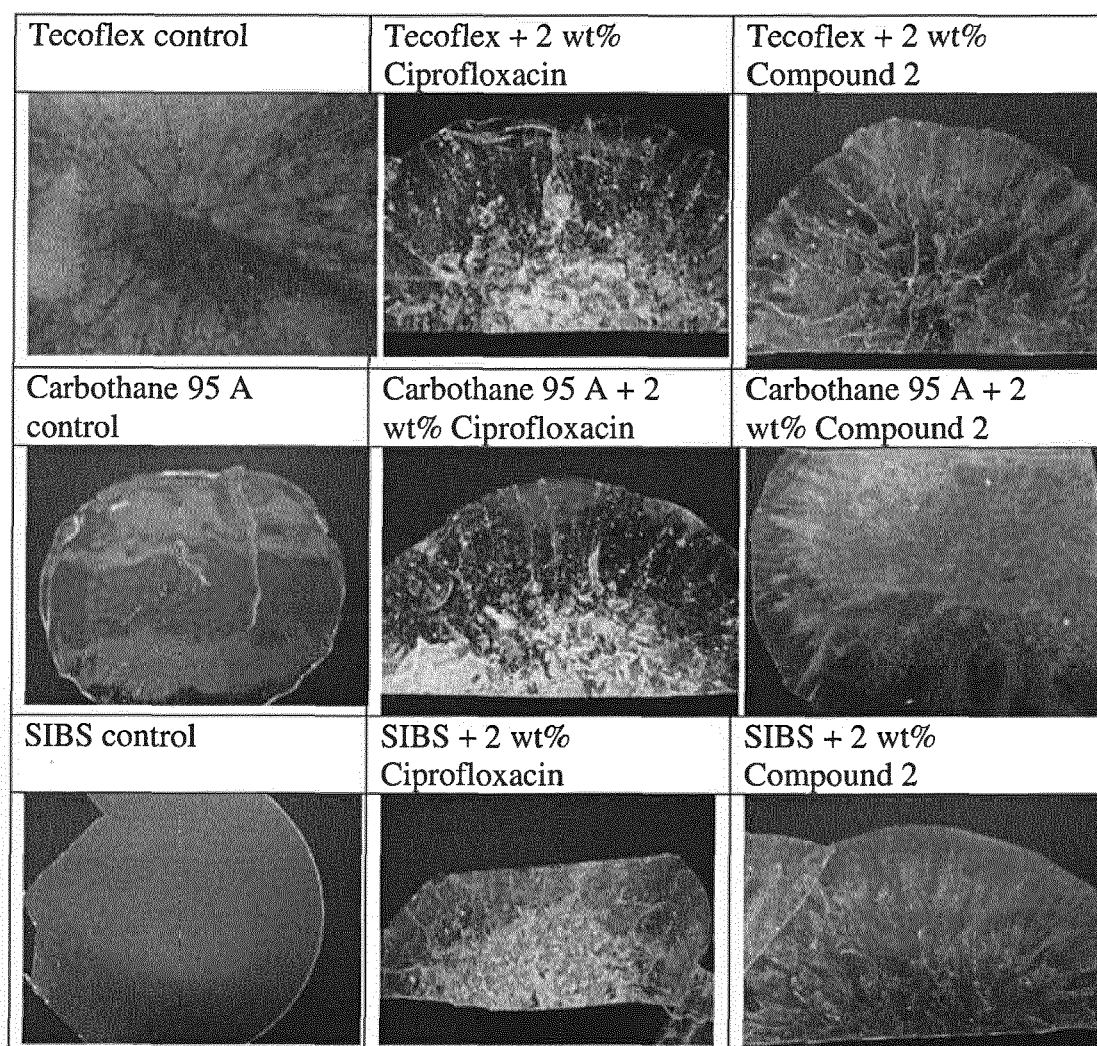 Tecoflex control
Tecoflex + 2 wt%
Ciprofloxacin
Tecoflex + 2 wt%
Compound 2
Carbothane 95 A
control
Carbothane 95 A + 2
wt% Ciprofloxacin
Carbothane 95 A + 2
wt% Compound 2
SIBS control
SIBS + 2 wt%
Ciprofloxacin
SIBS + 2 wt%
Compound 2